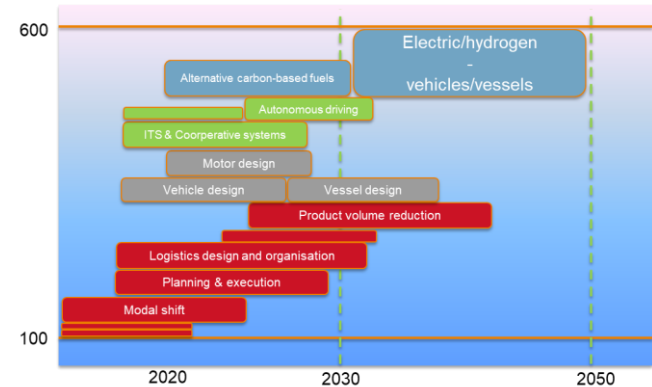 600
Electric/hydrogen
-
vehicles/vessels
Alternative carbon-based fuels
Autonomous driving
ITS & Coorperative systems
Motor design
Vehicle design
Vessel design
Product volume reduction
Logistics design and organisation
Planning & execution
Modal shift
100
2020
2030
2050